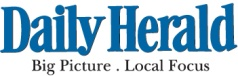 Daily Herald
Big Picture . Local Focus